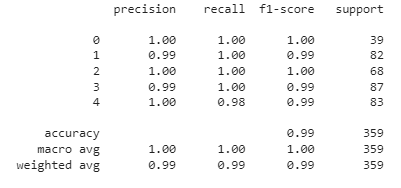 precision recall f1-score support
0 1.00 1.00 1.00 39
1 0.99 1.00 0.99 82
2 1.00 1.00 1.00 68
3 0.99 1.00 0.99 87
4 1.00 0.98 0.99 83
accuracy 0.99 359
macro avg 1.00 1.00 1.00 359
weighted avg 0.99 0.99 0.99 359